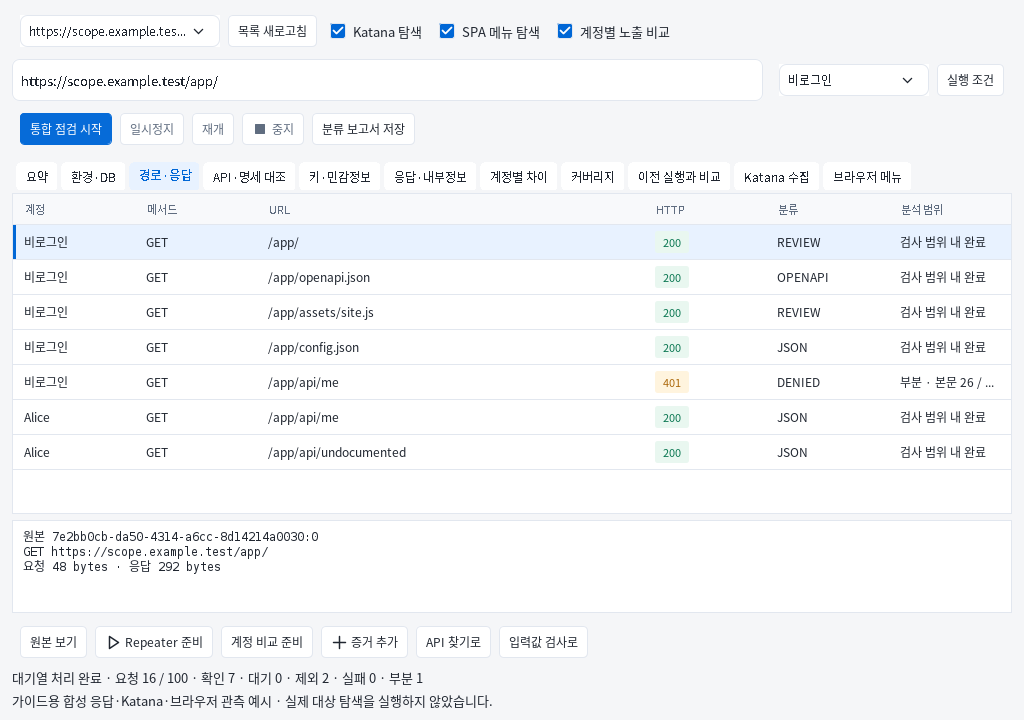 https://scope.example.tes... 목록 새로고침 Katana 탐색 SPA 메뉴 탐색 계정별 노출 비교
https://scope.example.test/app/ 비로그인 실행 조건
통합 점검 시작 일시정지 재개 중지 분류 보고서 저장
요약 환경·DB 경로·응답 API·명세 대조 키·민감정보 응답·내부정보 계정별 차이 커버리지 이전 실행과 비교 Katana 수집 브라우저 메뉴
계정 메서드 URL HTTP 분류 분석 범위
비로그인 GET /app/ 200 REVIEW 검사 범위 내 완료
비로그인 GET /app/openapi.json 200 OPENAPI 검사 범위 내 완료
비로그인 GET /app/assets/site.js 200 REVIEW 검사 범위 내 완료
비로그인 GET /app/config.json 200 JSON 검사 범위 내 완료
비로그인 GET /app/api/me 401 DENIED 부분 · 본문 26 / ...
Alice GET /app/api/me 200 JSON 검사 범위 내 완료
Alice GET /app/api/undocumented 200 JSON 검사 범위 내 완료
원본 7e2bb0cb-da50-4314-a6cc-8d14214a0030:0
GET https://scope.example.test/app/
요청 48 bytes · 응답 292 bytes
원본 보기 Repeater 준비 계정 비교 준비 증거 추가 API 찾기로 입력값 검사로
대기열 처리 완료 · 요청 16 / 100 · 확인 7 · 대기 0 · 제외 2 · 실패 0 · 부분 1
가이드용 합성 응답·Katana·브라우저 관측 예시 · 실제 대상 탐색을 실행하지 않았습니다.